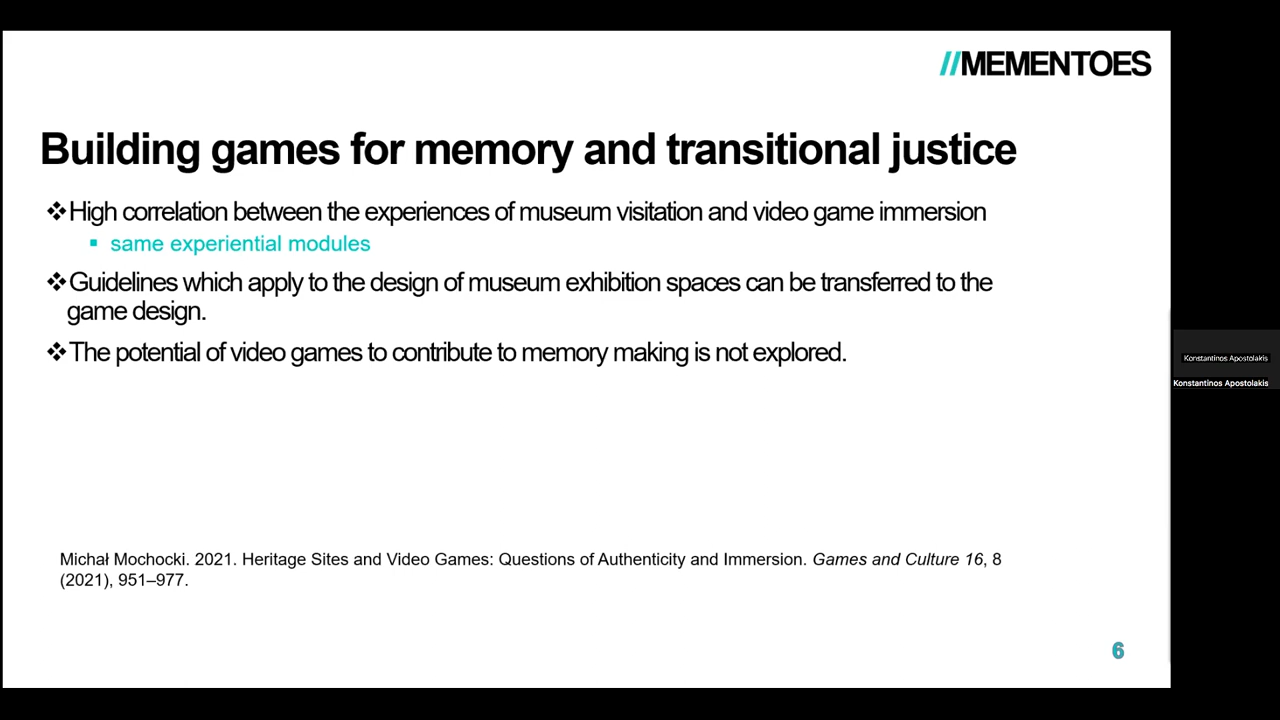 //MEMENTOES
Building games for memory and transitional justice
❖High correlation between the experiences of museum visitation and video game immersion
▪ same experiential modules
❖Guidelines which apply to the design of museum exhibition spaces can be transferred to the
game design.
❖The potential of video games to contribute to memory making is not explored.
Michał Mochocki. 2021. Heritage Sites and Video Games: Questions of Authenticity and Immersion. Games and Culture 16, 8
(2021), 951–977.
6
Konstantinos Apostolakis
Konstantinos Apostolakis